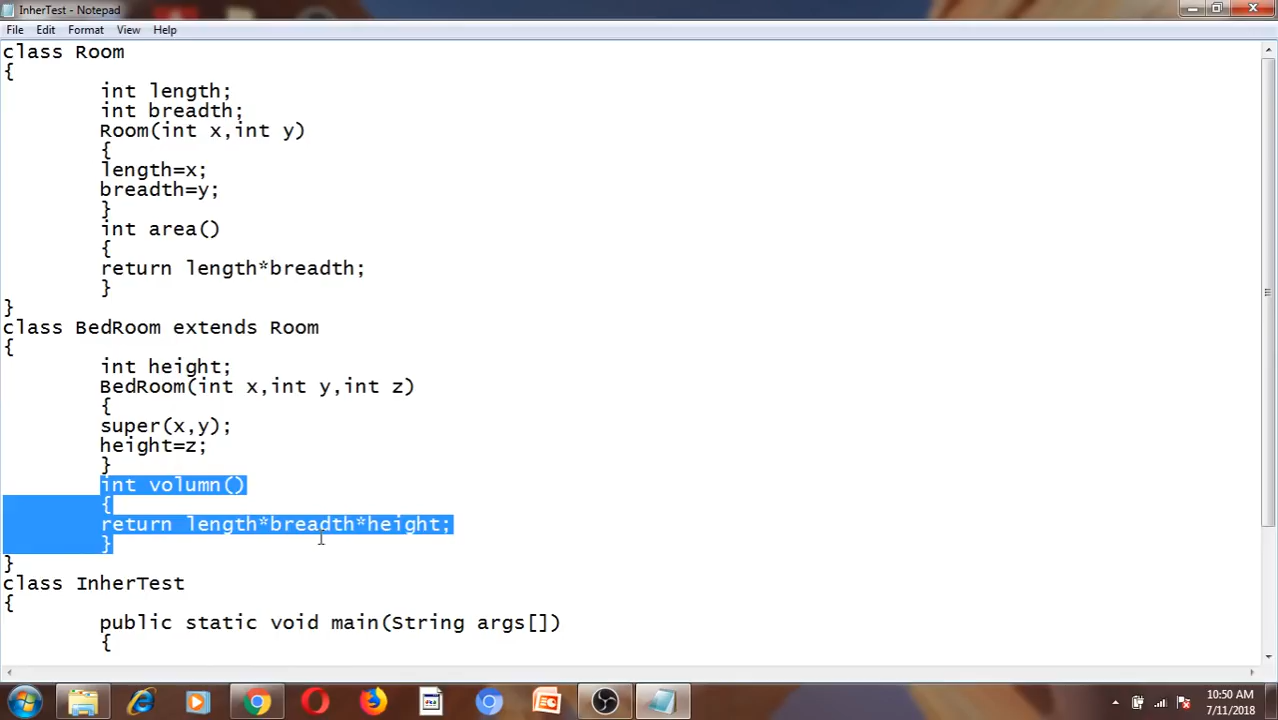 InherTest - Notepad
File Edit Format View Help
class Room
{
int length;
int breadth;
Room(int x,int y)
{
length=x;
breadth=y;
}
int area()
{
return length*breadth;
}
}
class BedRoom extends Room
{
int height;
BedRoom(int x,int y,int z)
{
super(x,y);
height=z;
}
int volumn()
{
return length*breadth*height;
}
}
class InherTest
{
public static void main(String args[])
{
10:50 AM
7/11/2018